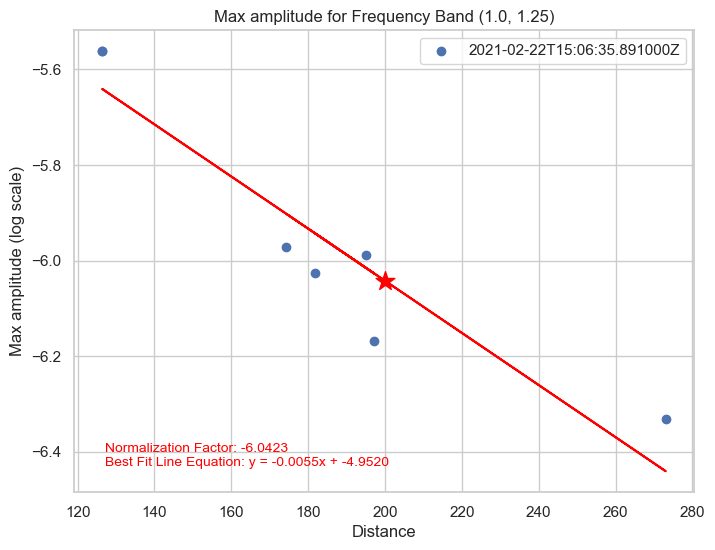 Max amplitude for Frequency Band (1.0, 1.25)
2021-02-22T15:06:35.891000Z
Max amplitude (log scale)
−5.6
−5.8
−6.0
−6.2
−6.4
Normalization Factor: -6.0423
Best Fit Line Equation: y = -0.0055x + -4.9520
120 140 160 180 200 220 240 260 280
Distance